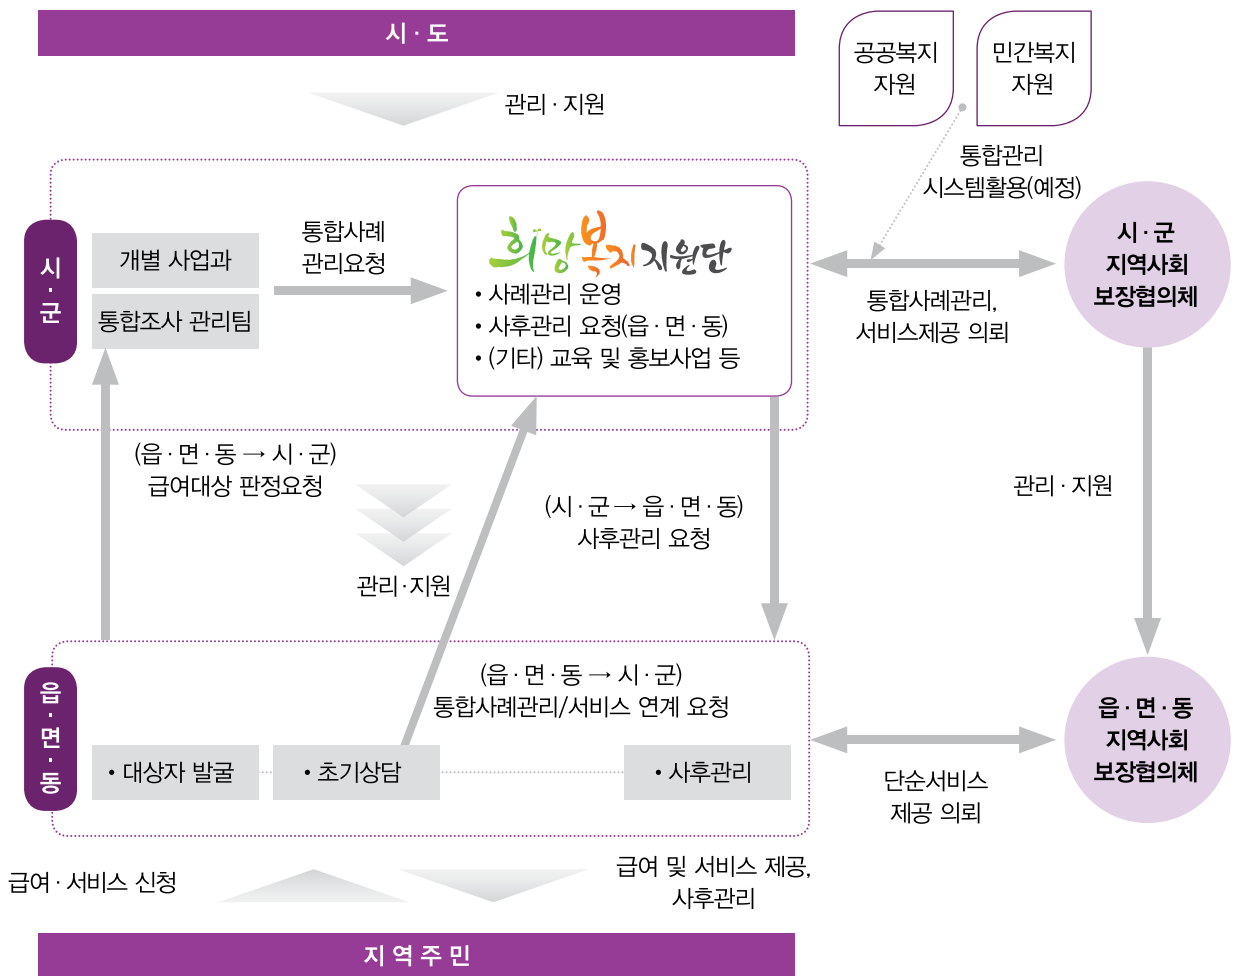 시·도
관리·지원
공공복지
자원
민간복지
자원
통합관리
시스템활용(예정)
시·군
개별 사업과
통합조사 관리팀
통합사례
관리요청
희망복지지원단
• 사례관리 운영
• 사후관리 요청(읍·면·동)
• (기타) 교육 및 홍보사업 등
통합사례관리,
서비스제공 의뢰
시·군
지역사회
보장협의체
(읍·면·동 → 시·군)
급여대상 판정요청
관리·지원
(시·군 → 읍·면·동)
사후관리 요청
관리·지원
읍·면·동
(읍·면·동 → 시·군)
통합사례관리/서비스 연계 요청
• 대상자 발굴
• 초기상담
• 사후관리
단순서비스
제공 의뢰
읍·면·동
지역사회
보장협의체
급여·서비스 신청
급여 및 서비스 제공,
사후관리
지역주민